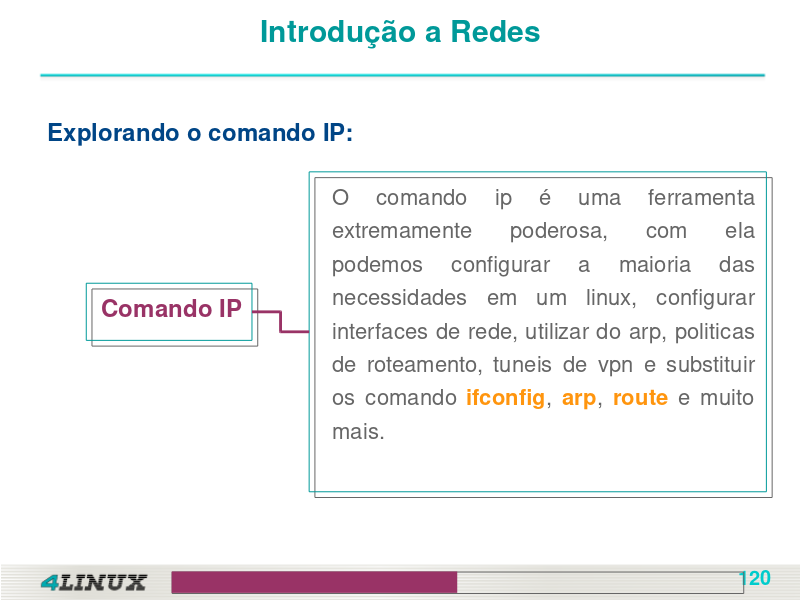 Introdução a Redes
Explorando o comando IP:
O comando ip é uma ferramenta
extremamente poderosa, com ela
podemos configurar a maioria das
necessidades em um linux, configurar
interfaces de rede, utilizar do arp, politicas
de roteamento, tuneis de vpn e substituir
os comando ifconfig, arp, route e muito
mais.
Comando IP
4LINUX
120